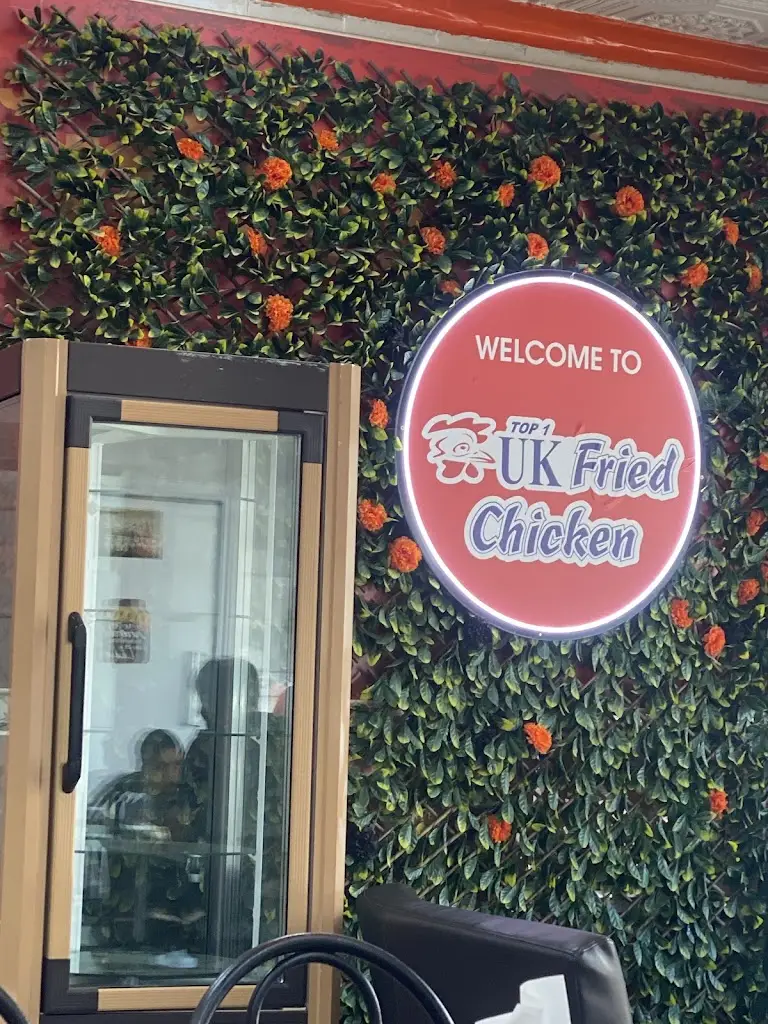 WELCOME TO
TOP 1
UK Fried
Chicken